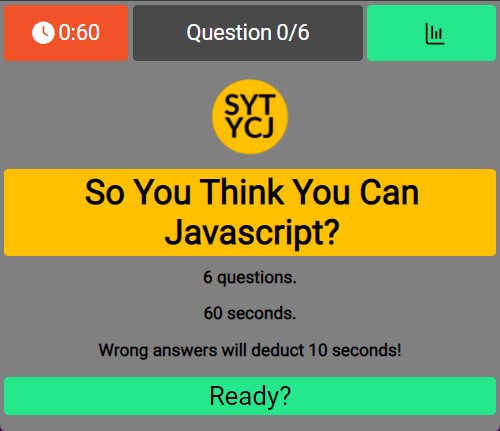 0:60 Question 0/6
SYT
YCJ
So You Think You Can
Javascript?
6 questions.
60 seconds.
Wrong answers will deduct 10 seconds!
Ready?